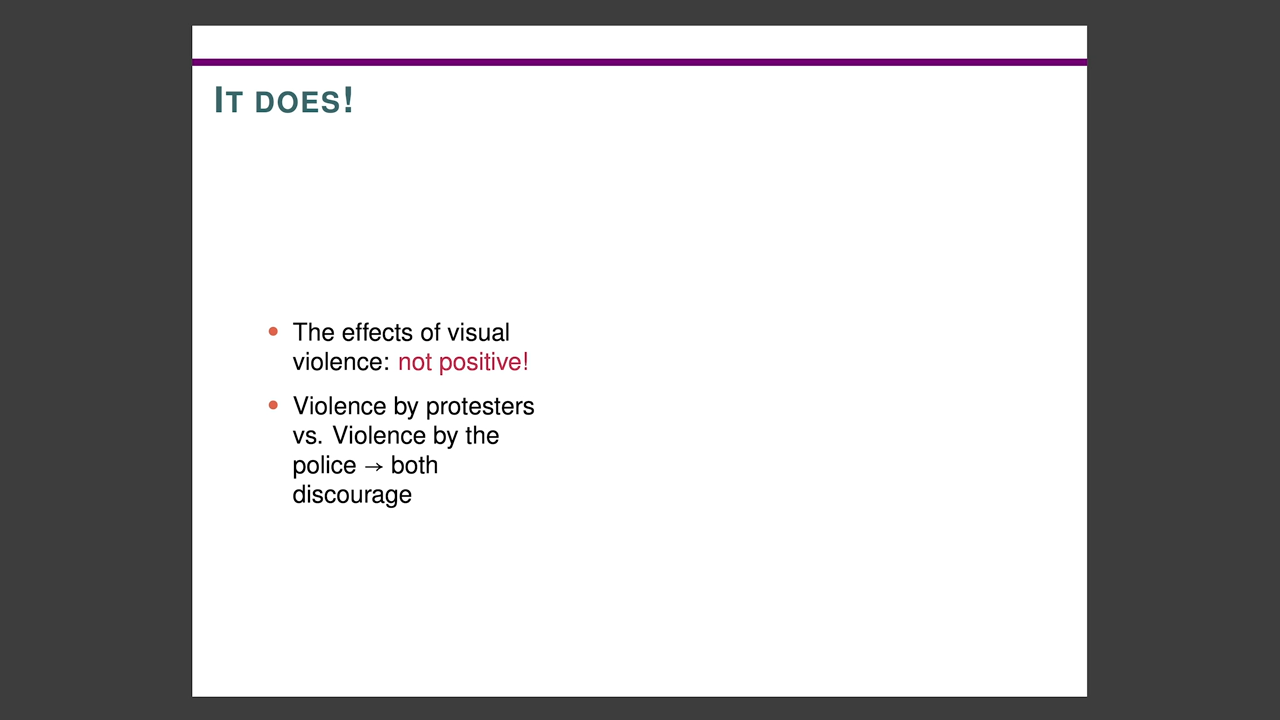 IT DOES!
• The effects of visual
violence: not positive!
• Violence by protesters
vs. Violence by the
police → both
discourage